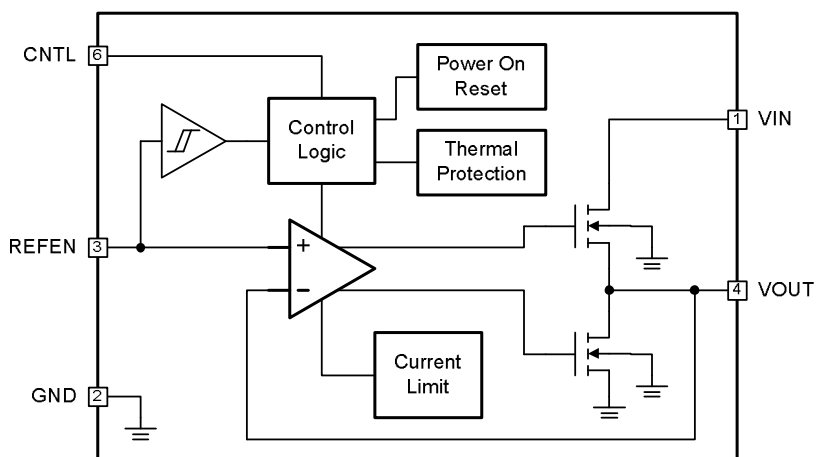 CNTL 6
Power On
Reset
Control
Logic
1 VIN
Thermal
Protection
REFEN 3
+
−
4 VOUT
Current
Limit
GND 2